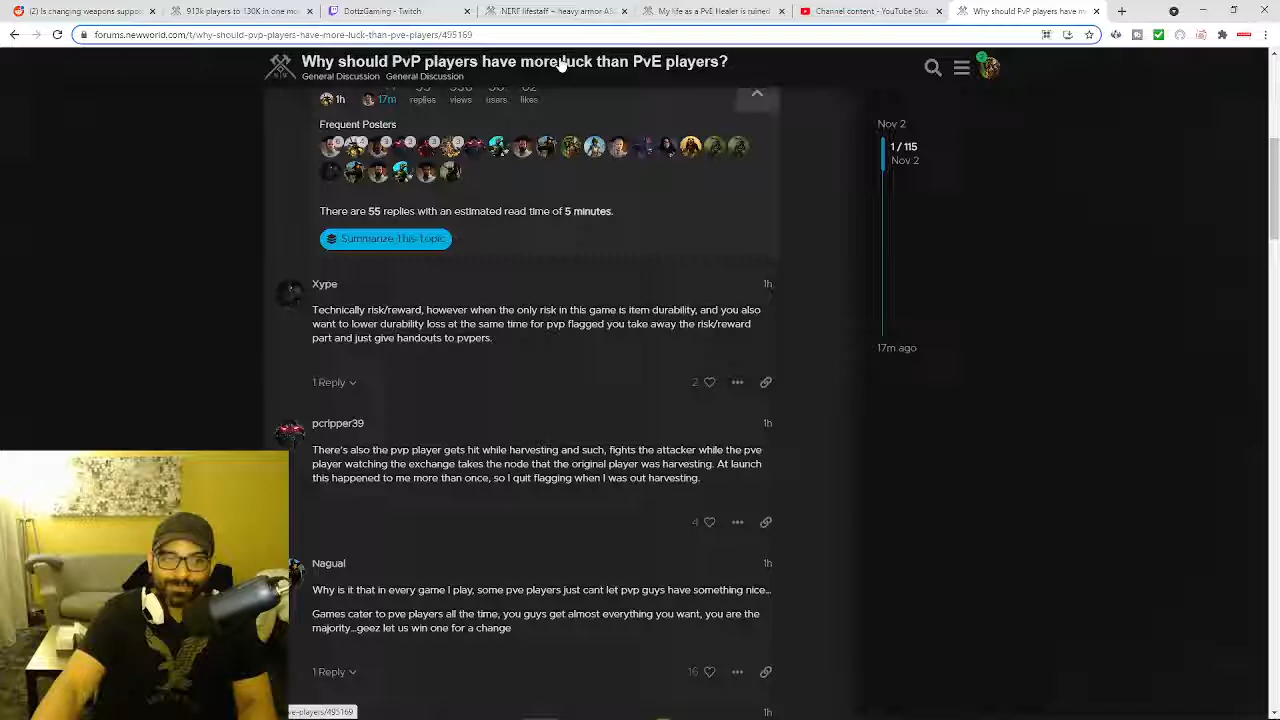 (2) Is changing weapons suppo
913k players to 130K in one mo
DottzGaming - Twitch
NERF lifestaff – heavy armor-ASC
My life as a PvE Healer is ruined
Channel content - YouTube Stu
Why should PvP players have mo
forums.newworld.t/why-should-pvp-players-have-more-luck-than-pve-players/495169
Why should PvP players have more luck than PvE players?
General Discussion General Discussion
1h
17m
replies
views
users
likes
Frequent Posters
There are 55 replies with an estimated read time of 5 minutes.
Summarize This Topic
Xype
1h
Technically risk/reward, however when the only risk in this game is item durability, and you also
want to lower durability loss at the same time for pvp flagged you take away the risk/reward
part and just give handouts to pvpers.
1 Reply
2
pcripper39
1h
There's also the pvp player gets hit while harvesting and such, fights the attacker while the pve
player watching the exchange takes the node that the original player was harvesting. At launch
this happened to me more than once, so I quit flagging when I was out harvesting.
4
Nagual
1h
Why is it that in every game I play, some pve players just cant let pvp guys have something nice...
Games cater to pve players all the time, you guys get almost everything you want, you are the
majority...geez let us win one for a change
1 Reply
16
1h
ve-players/495169
Nov 2
1 / 115
Nov 2
17m ago